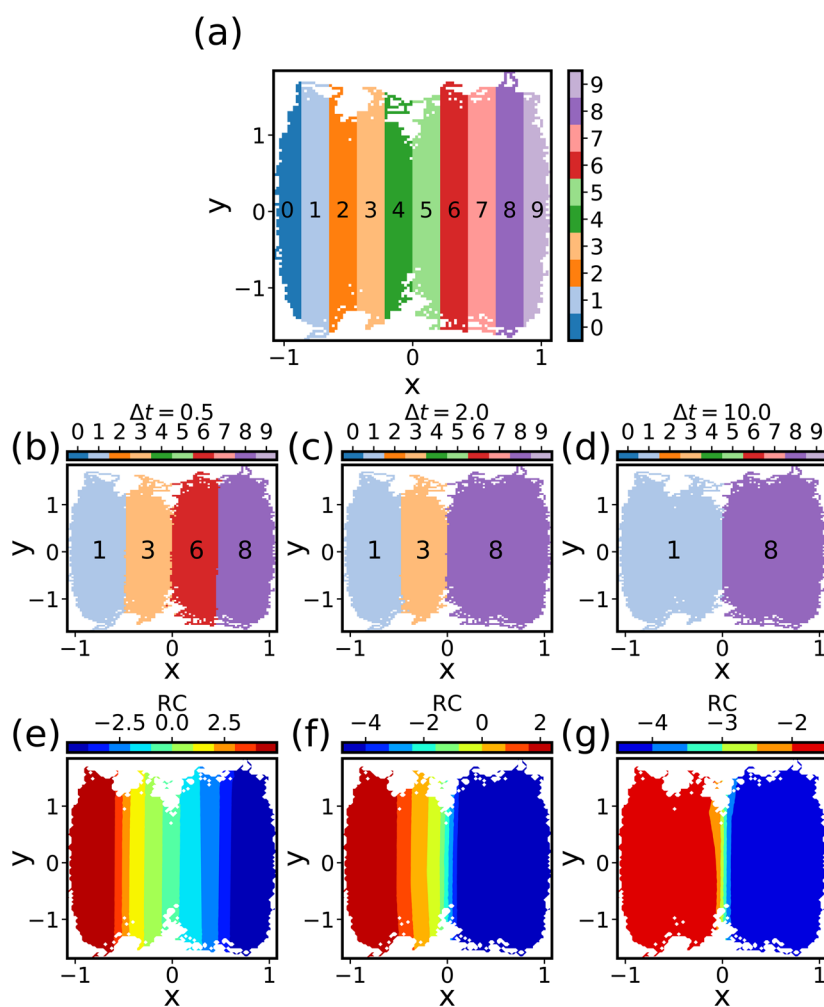 (a)
y
1
0
−1
0 1 2 3 4 5 6 7 8 9
−1 0 1
x
9
8
7
6
5
4
3
2
1
0
(b) Δt = 0.5
0 1 2 3 4 5 6 7 8 9
y
1
0
−1
1 3 6 8
−1 0 1
x
(c) Δt = 2.0
0 1 2 3 4 5 6 7 8 9
y
1
0
−1
1 3 8
−1 0 1
x
(d) Δt = 10.0
0 1 2 3 4 5 6 7 8 9
y
1
0
−1
1 8
−1 0 1
x
(e) RC
−2.5 0.0 2.5
y
1
0
−1
−1 0 1
x
(f) RC
−4 −2 0 2
y
1
0
−1
−1 0 1
x
(g) RC
−4 −3 −2
y
1
0
−1
−1 0 1
x